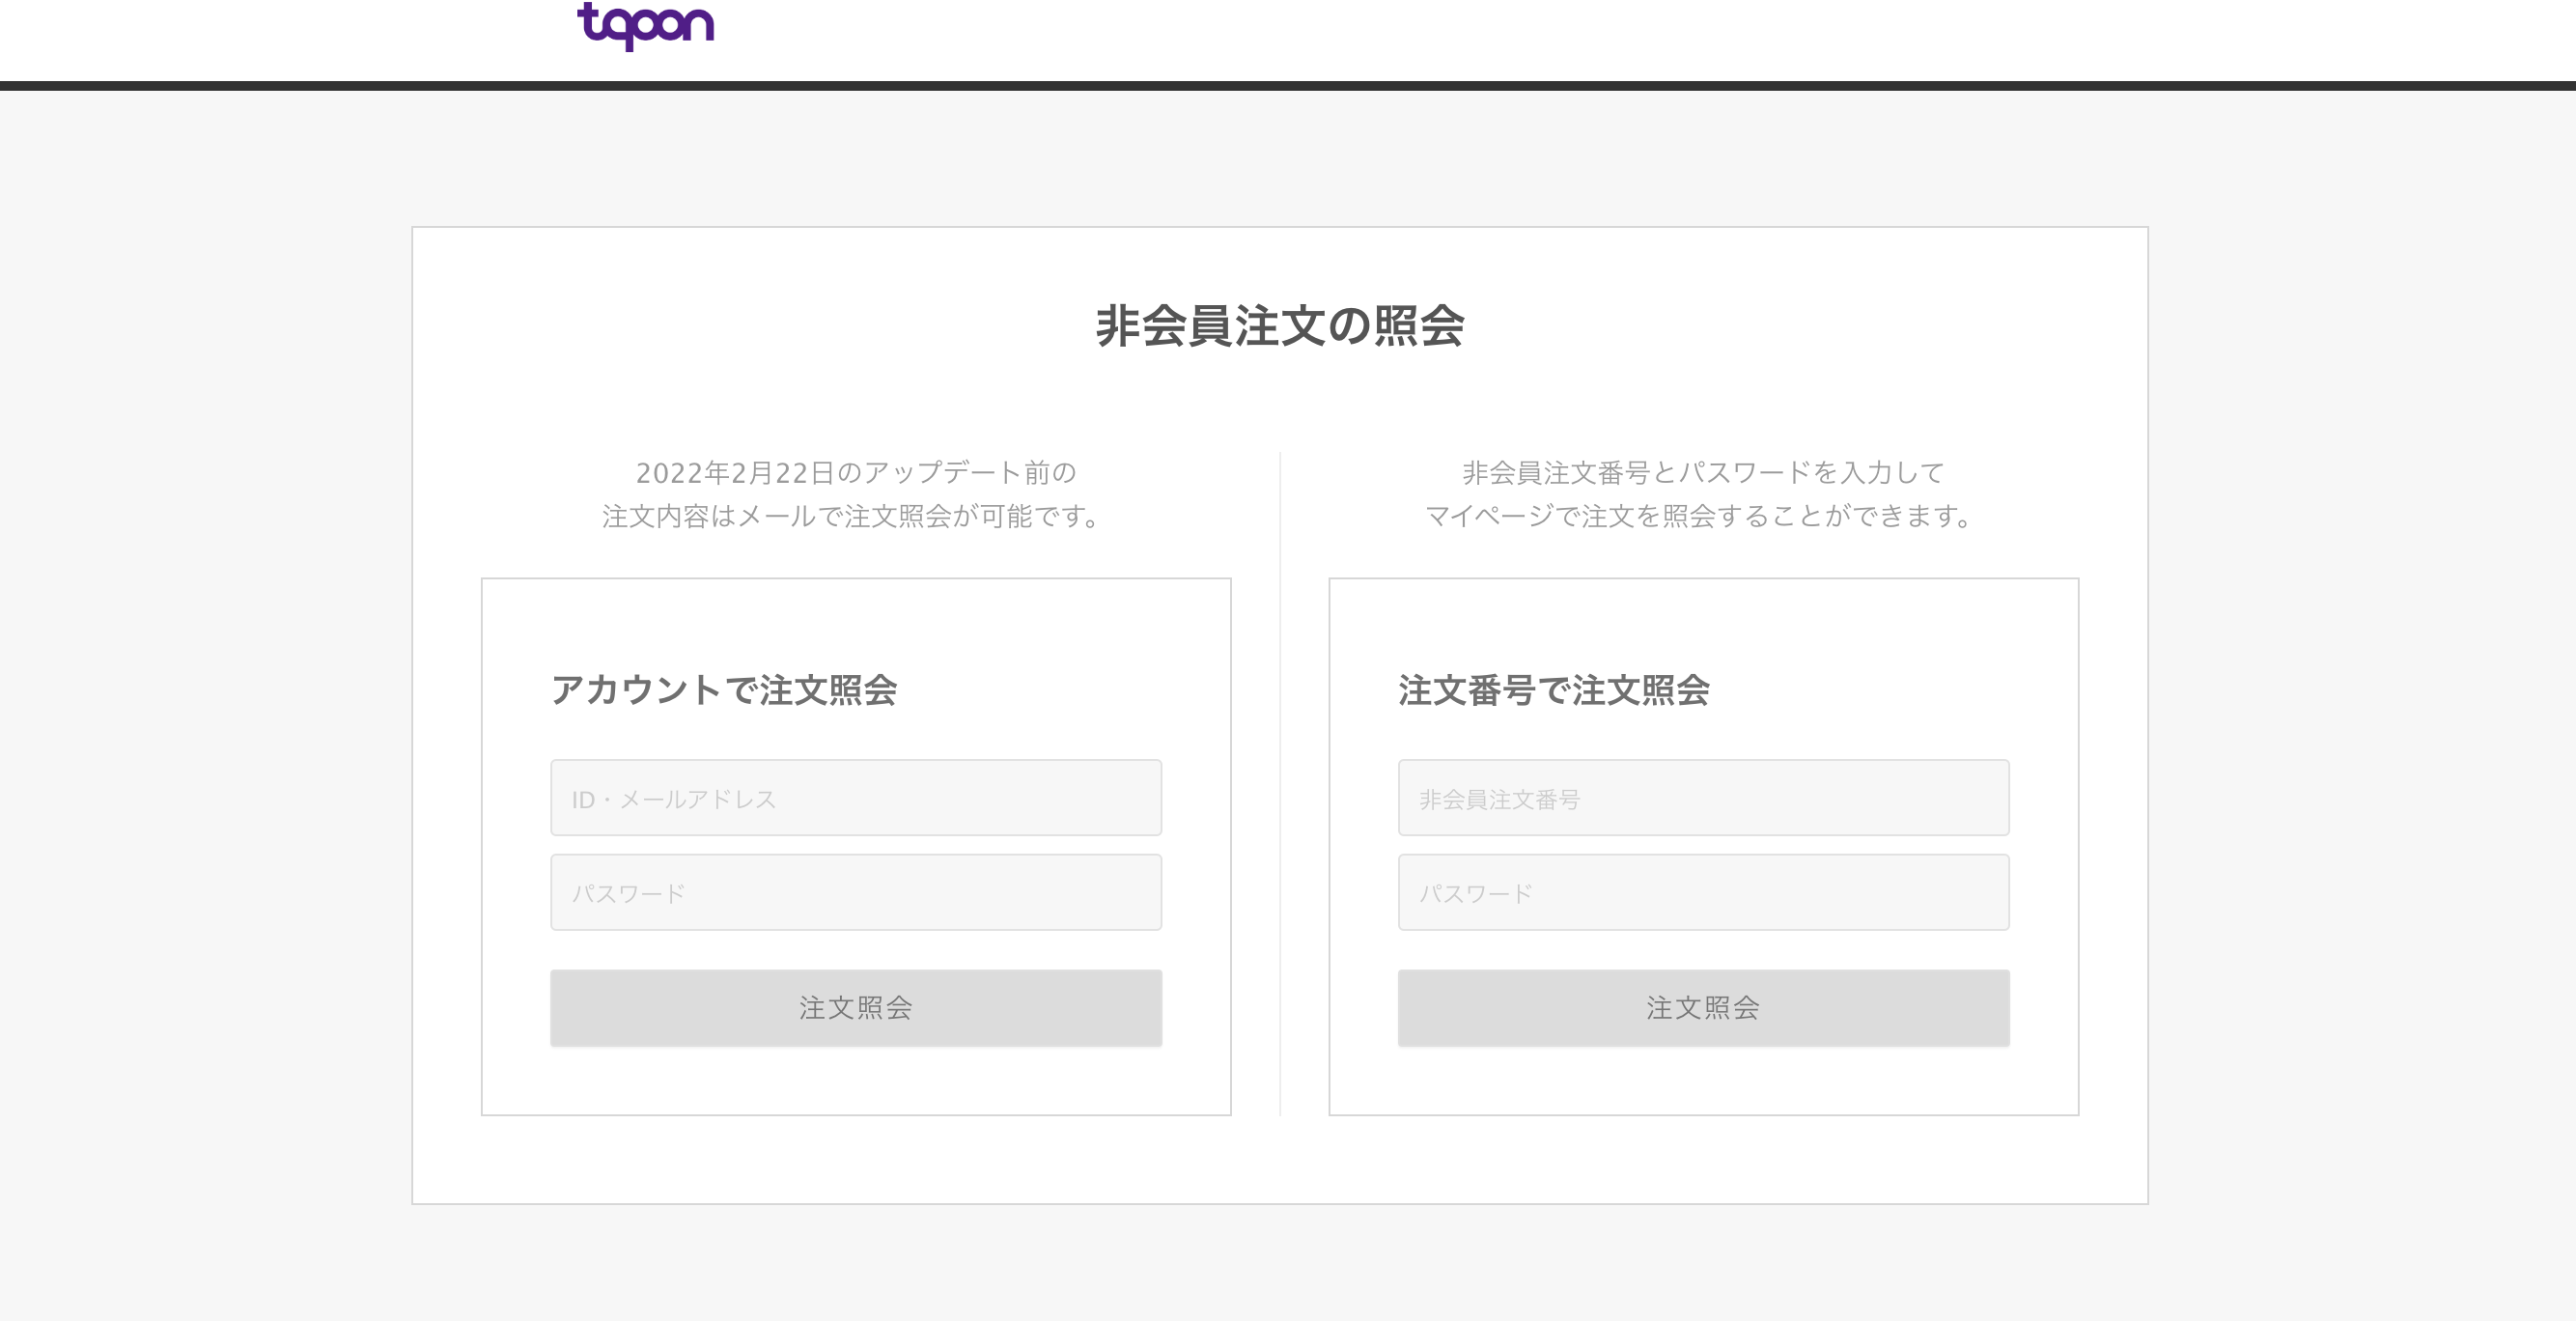 tqoon
非会員注文の照会
2022年2月22日のアップデート前の
注文内容はメールで注文照会が可能です。
アカウントで注文照会
ID・メールアドレス
パスワード
注文照会
非会員注文番号とパスワードを入力して
マイページで注文を照会することができます。
注文番号で注文照会
非会員注文番号
パスワード
注文照会